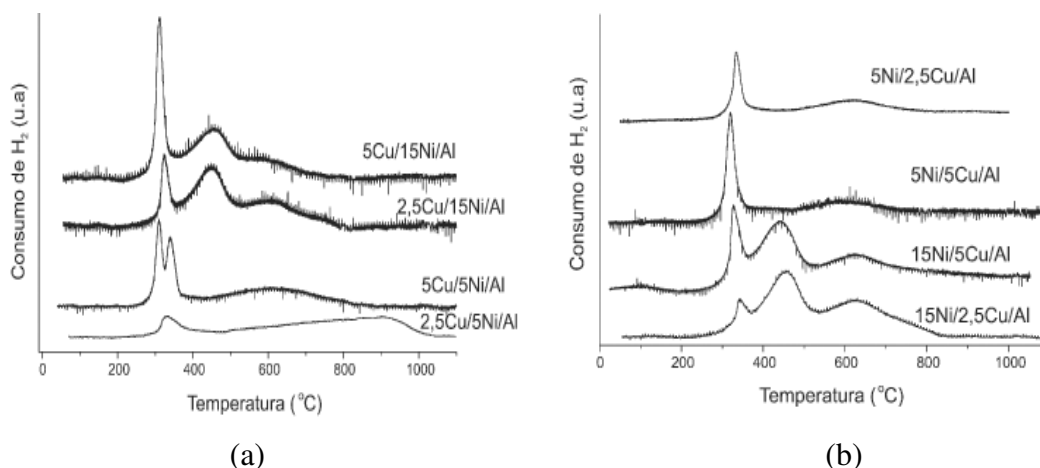 Consumo de H₂ (u.a)
5Cu/15Ni/Al
2,5Cu/15Ni/Al
5Cu/5Ni/Al
2,5Cu/5Ni/Al
0 200 400 600 800 1000
Temperatura (°C)
(a)
Consumo de H₂ (u.a)
5Ni/2,5Cu/Al
5Ni/5Cu/Al
15Ni/5Cu/Al
15Ni/2,5Cu/Al
0 200 400 600 800 1000
Temperatura (°C)
(b)